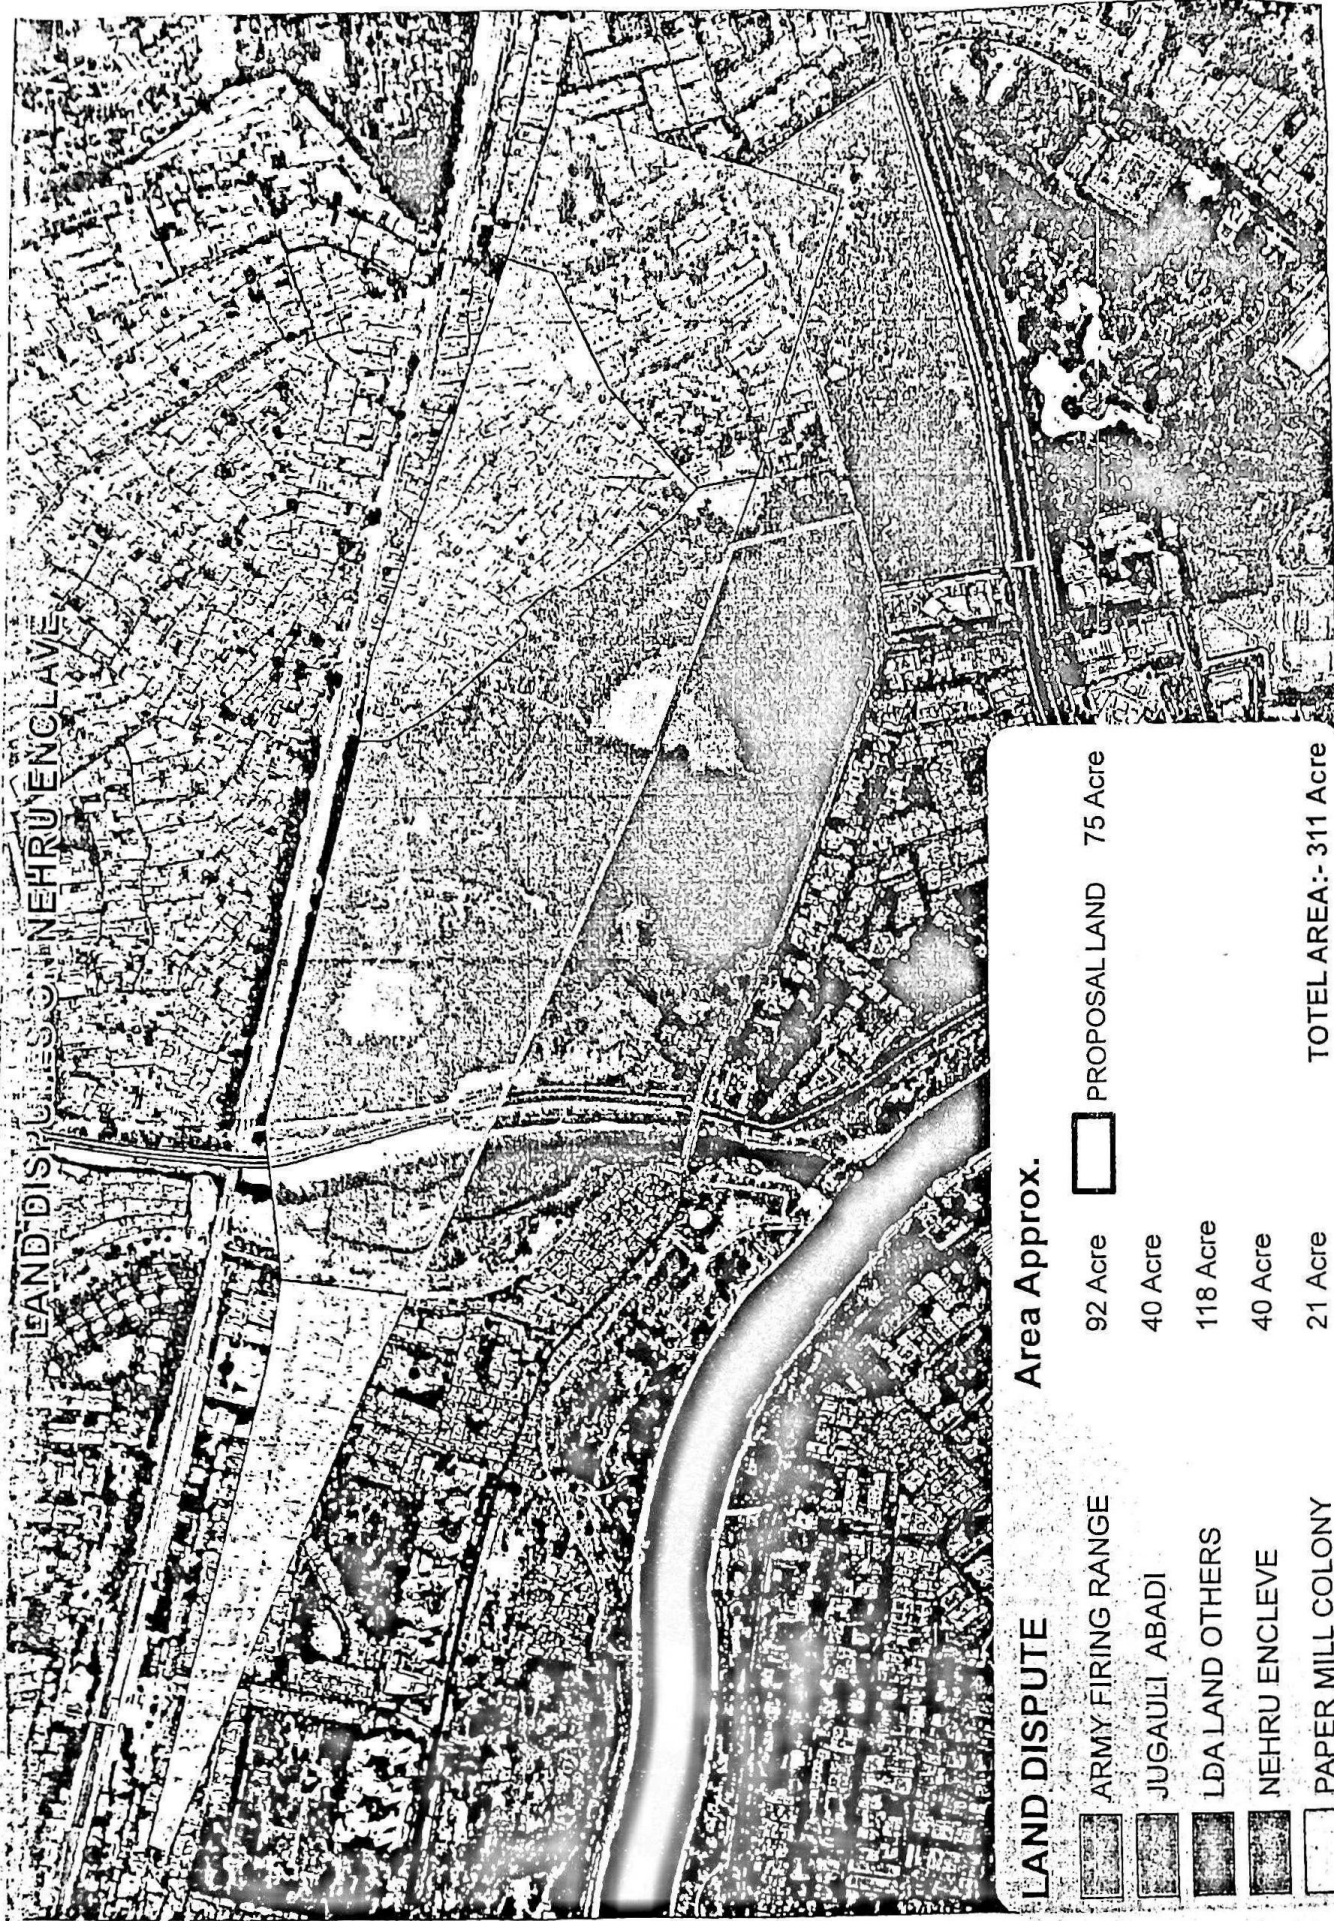 LAND DISPUTES ON NEHRU ENCLAVE
LAND DISPUTE Area Approx.
ARMY FIRING RANGE 92 Acre PROPOSAL LAND 75 Acre
JUGAULI ABADI 40 Acre
LDA LAND OTHERS 118 Acre
NEHRU ENCLEVE 40 Acre
PAPER MILL COLONY 21 Acre TOTEL AREA:- 311 Acre